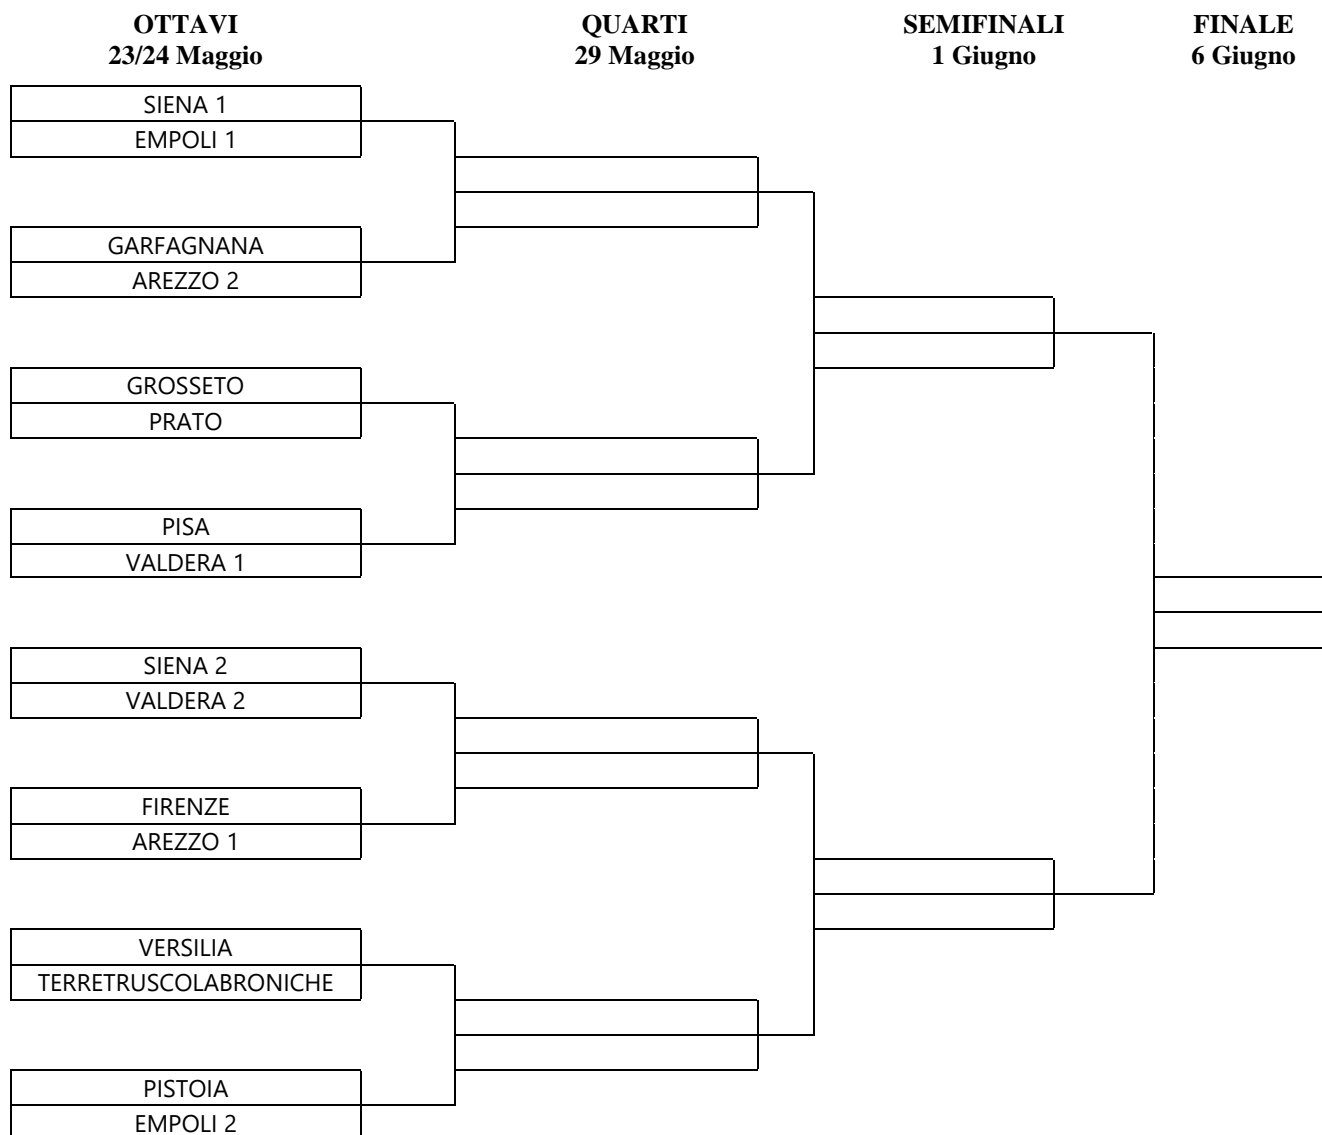 OTTAVI
23/24 Maggio
QUARTI
29 Maggio
SEMIFINALI
1 Giugno
FINALE
6 Giugno
SIENA 1
EMPOLI 1
GARFAGNANA
AREZZO 2
GROSSETO
PRATO
PISA
VALDERA 1
SIENA 2
VALDERA 2
FIRENZE
AREZZO 1
VERSILIA
TERRETRUSCOLABRONICHE
PISTOIA
EMPOLI 2